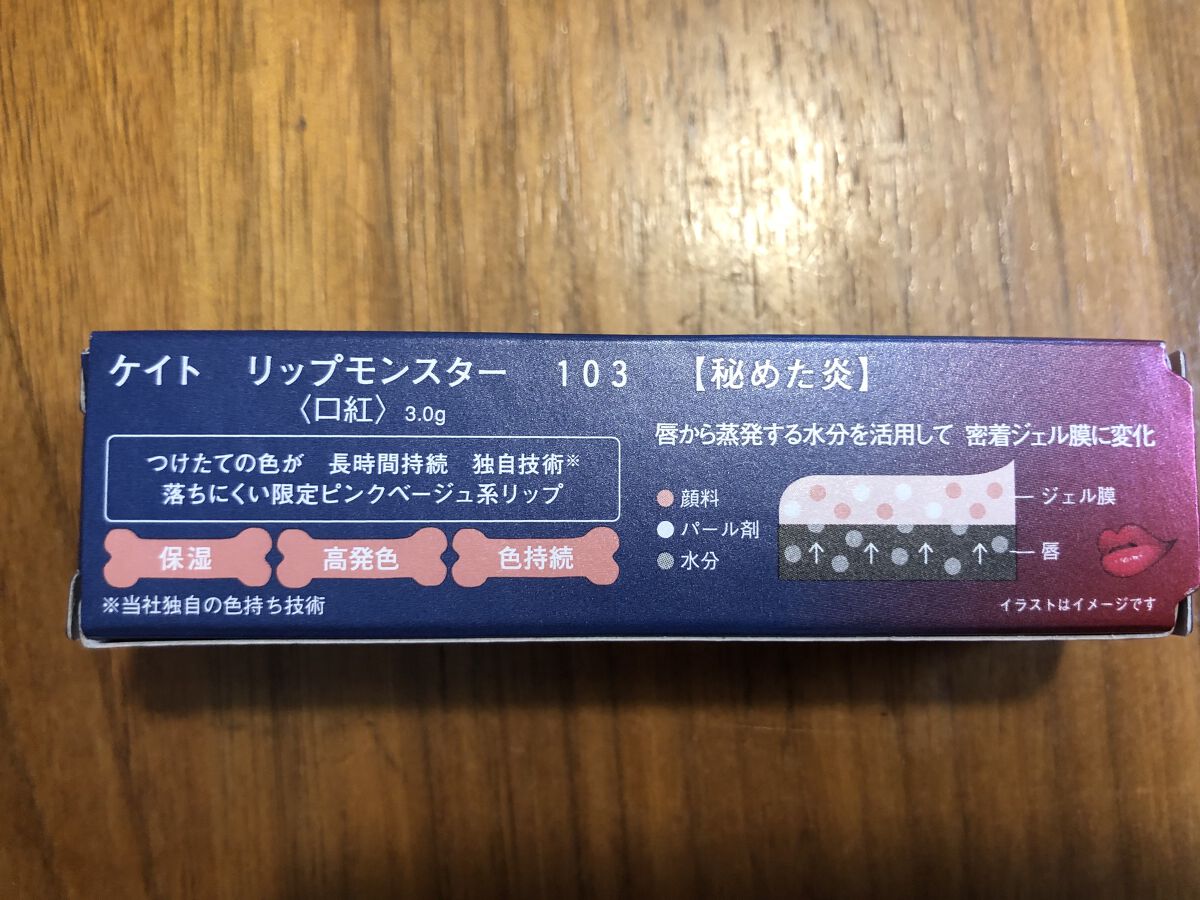 ケイト リップモンスター 103 【秘めた炎】
〈口紅〉3.0g
つけたての色が 長時間持続 独自技術※
落ちにくい限定ピンクベージュ系リップ
保湿 高発色 色持続
※当社独自の色持ち技術
唇から蒸発する水分を活用して 密着ジェル膜に変化
顔料
パール剤
水分
ジェル膜
唇
イラストはイメージです